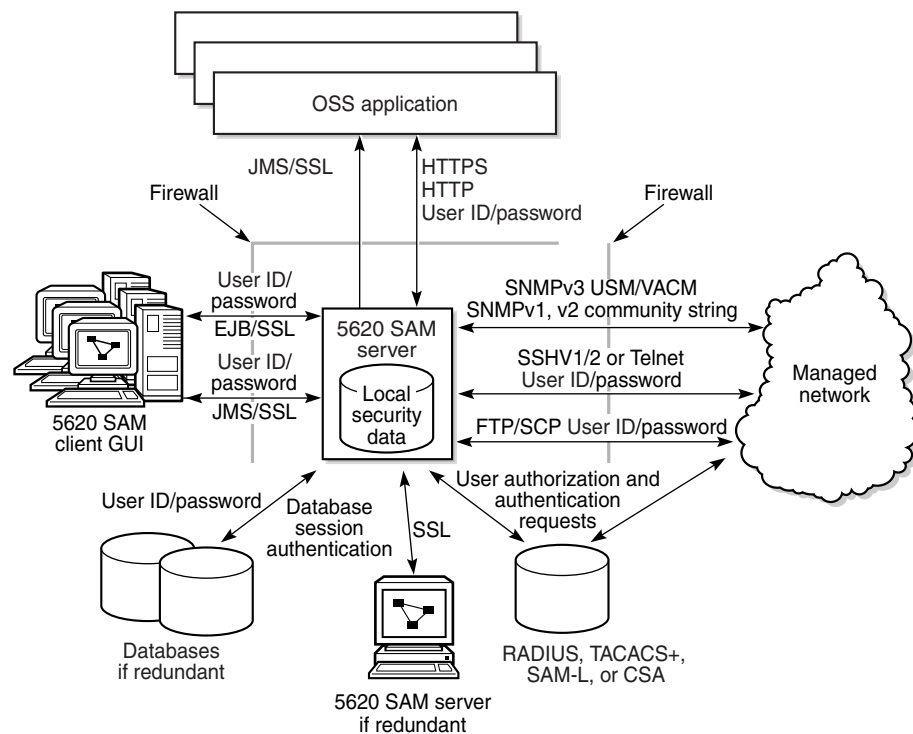 OSS application
JMS/SSL
HTTPS
HTTP
User ID/password
Firewall
Firewall
User ID/
password
EJB/SSL
User ID/
password
JMS/SSL
5620 SAM
client GUI
5620 SAM
server
Local
security
data
SNMPv3 USM/VACM
SNMPv1, v2 community string
SSHV1/2 or Telnet
User ID/password
FTP/SCP User ID/password
Managed
network
User ID/password
Database
session
authentication
SSL
User authorization and
authentication
requests
Databases
if redundant
5620 SAM server
if redundant
RADIUS, TACACS+,
SAM-L, or CSA